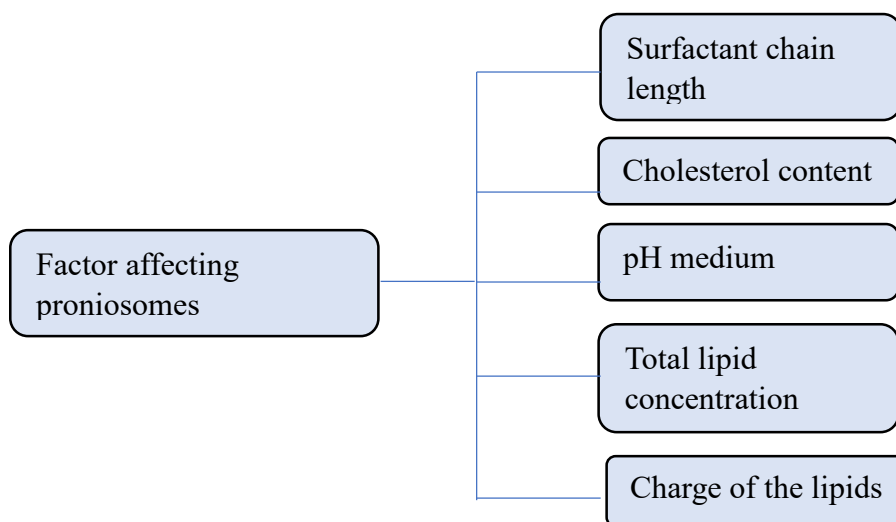 Surfactant chain
length
Cholesterol content
Factor affecting
proniosomes
pH medium
Total lipid
concentration
Charge of the lipids